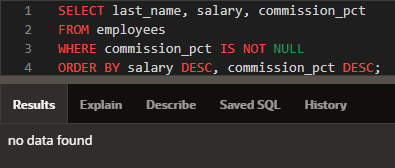 1 SELECT last_name, salary, commission_pct
2 FROM employees
3 WHERE commission_pct IS NOT NULL
4 ORDER BY salary DESC, commission_pct DESC;
Results Explain Describe Saved SQL History
no data found